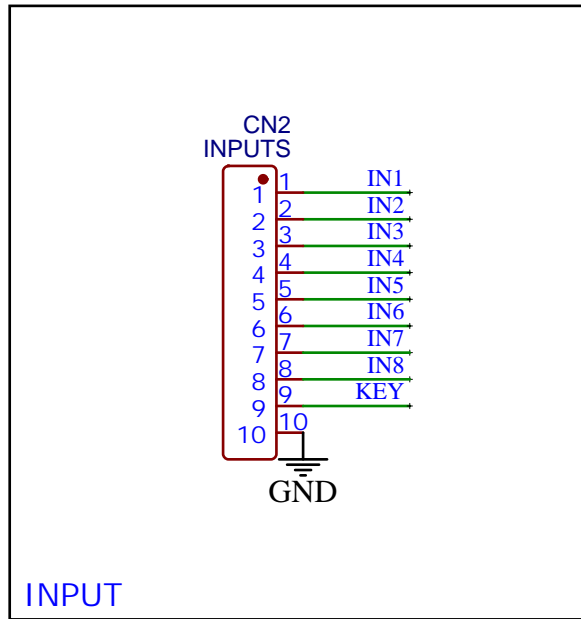 CN2
INPUTS
1 1 IN1
2 2 IN2
3 3 IN3
4 4 IN4
5 5 IN5
6 6 IN6
7 7 IN7
8 8 IN8
9 9 KEY
10 10
GND
INPUT